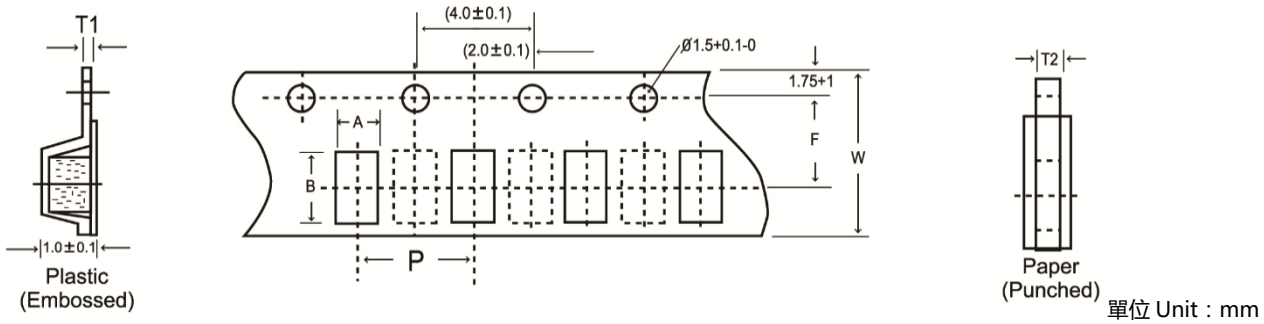 T1
(4.0±0.1)
(2.0±0.1)
Ø1.5+0.1-0
1.75+1
T2
A
F
W
B
1.0±0.1
P
Plastic
(Embossed)
Paper
(Punched)
單位 Unit：mm